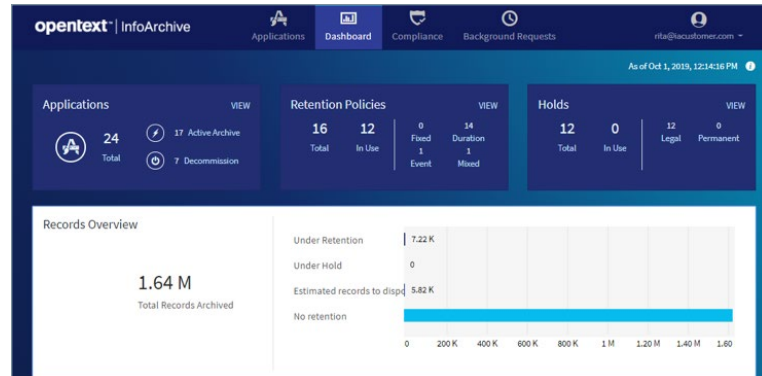 opentext™ | InfoArchive
Applications
Dashboard
Compliance
Background Requests
rita@iacustomer.com
As of Oct 1, 2019, 12:14:16 PM
Applications VIEW
24
Total
17 Active Archive
7 Decommission
Retention Policies VIEW
16
Total
12
In Use
0
Fixed
14
Duration
1
Event
1
Mixed
Holds VIEW
12
Total
0
In Use
12
Legal
0
Permanent
Records Overview
1.64 M
Total Records Archived
Under Retention 7.22 K
Under Hold 0
Estimated records to dispo 5.82 K
No retention
0 200 K 400 K 600 K 800 K 1 M 1.20 M 1.40 M 1.60